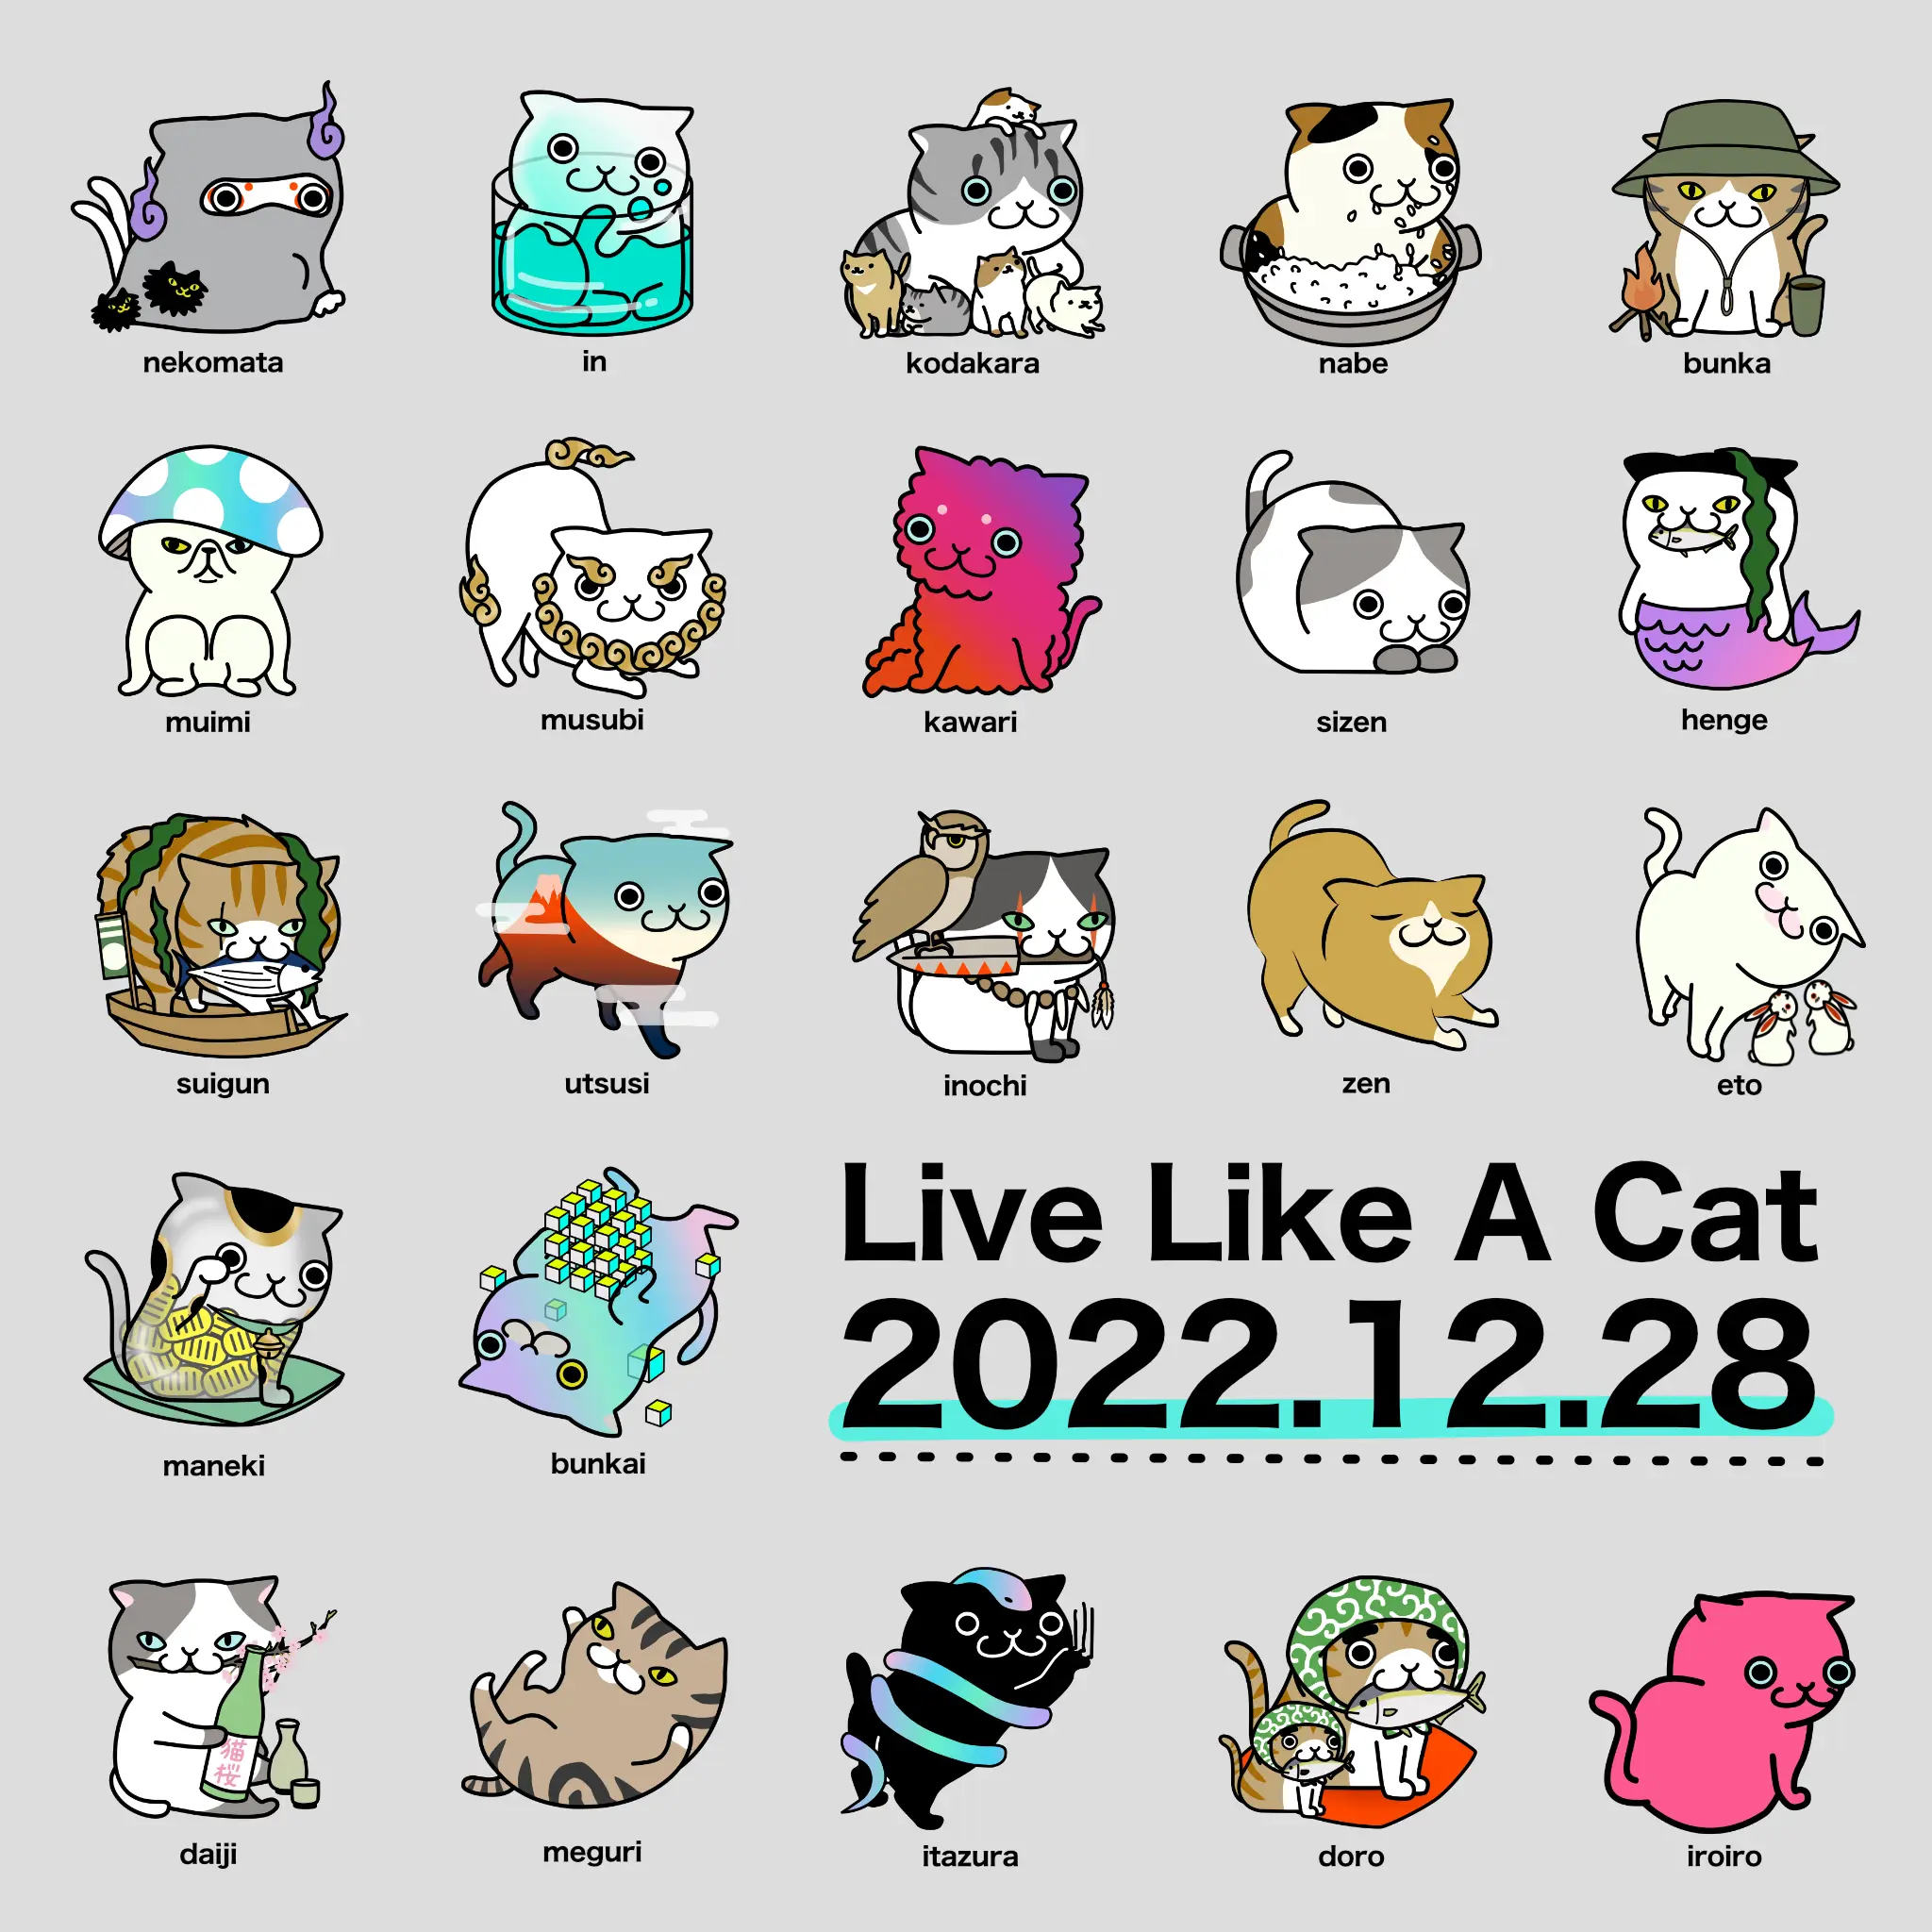 nekomata
in
kodakara
nabe
bunka
muimi
musubi
kawari
sizen
henge
suigun
utsusi
inochi
zen
eto
maneki
bunkai
Live Like A Cat
2022.12.28
猫
桜
daiji
meguri
itazura
doro
iroiro